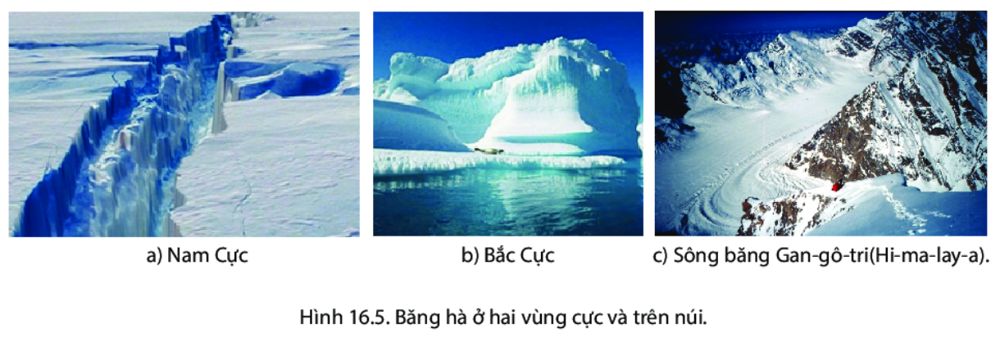 a) Nam Cực
b) Bắc Cực
c) Sông băng Gan-gô-tri(Hi-ma-lay-a).
Hình 16.5. Băng hà ở hai vùng cực và trên núi.